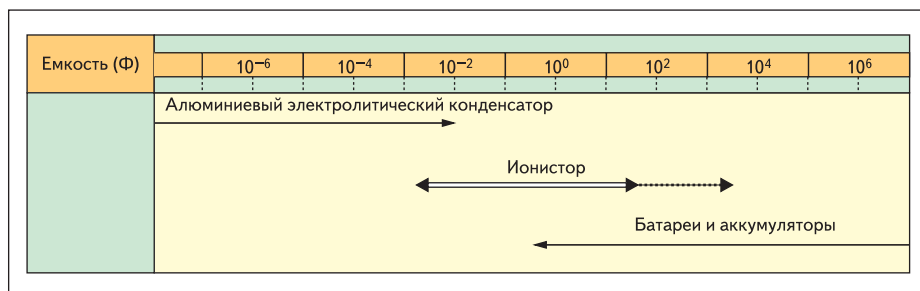 Емкость (Ф) 10⁻⁶ 10⁻⁴ 10⁻² 10⁰ 10² 10⁴ 10⁶
Алюминиевый электролитический конденсатор
Ионистор
Батареи и аккумуляторы